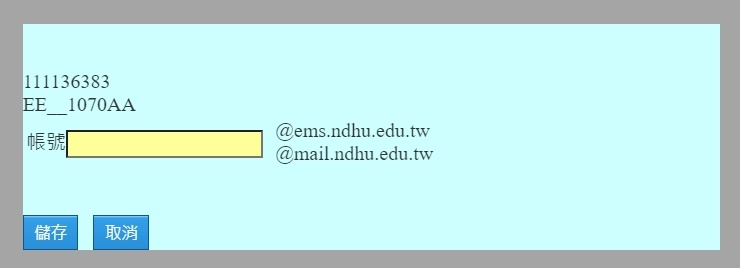 111136383
EE__1070AA
帳號
@ems.ndhu.edu.tw
@mail.ndhu.edu.tw
儲存 取消